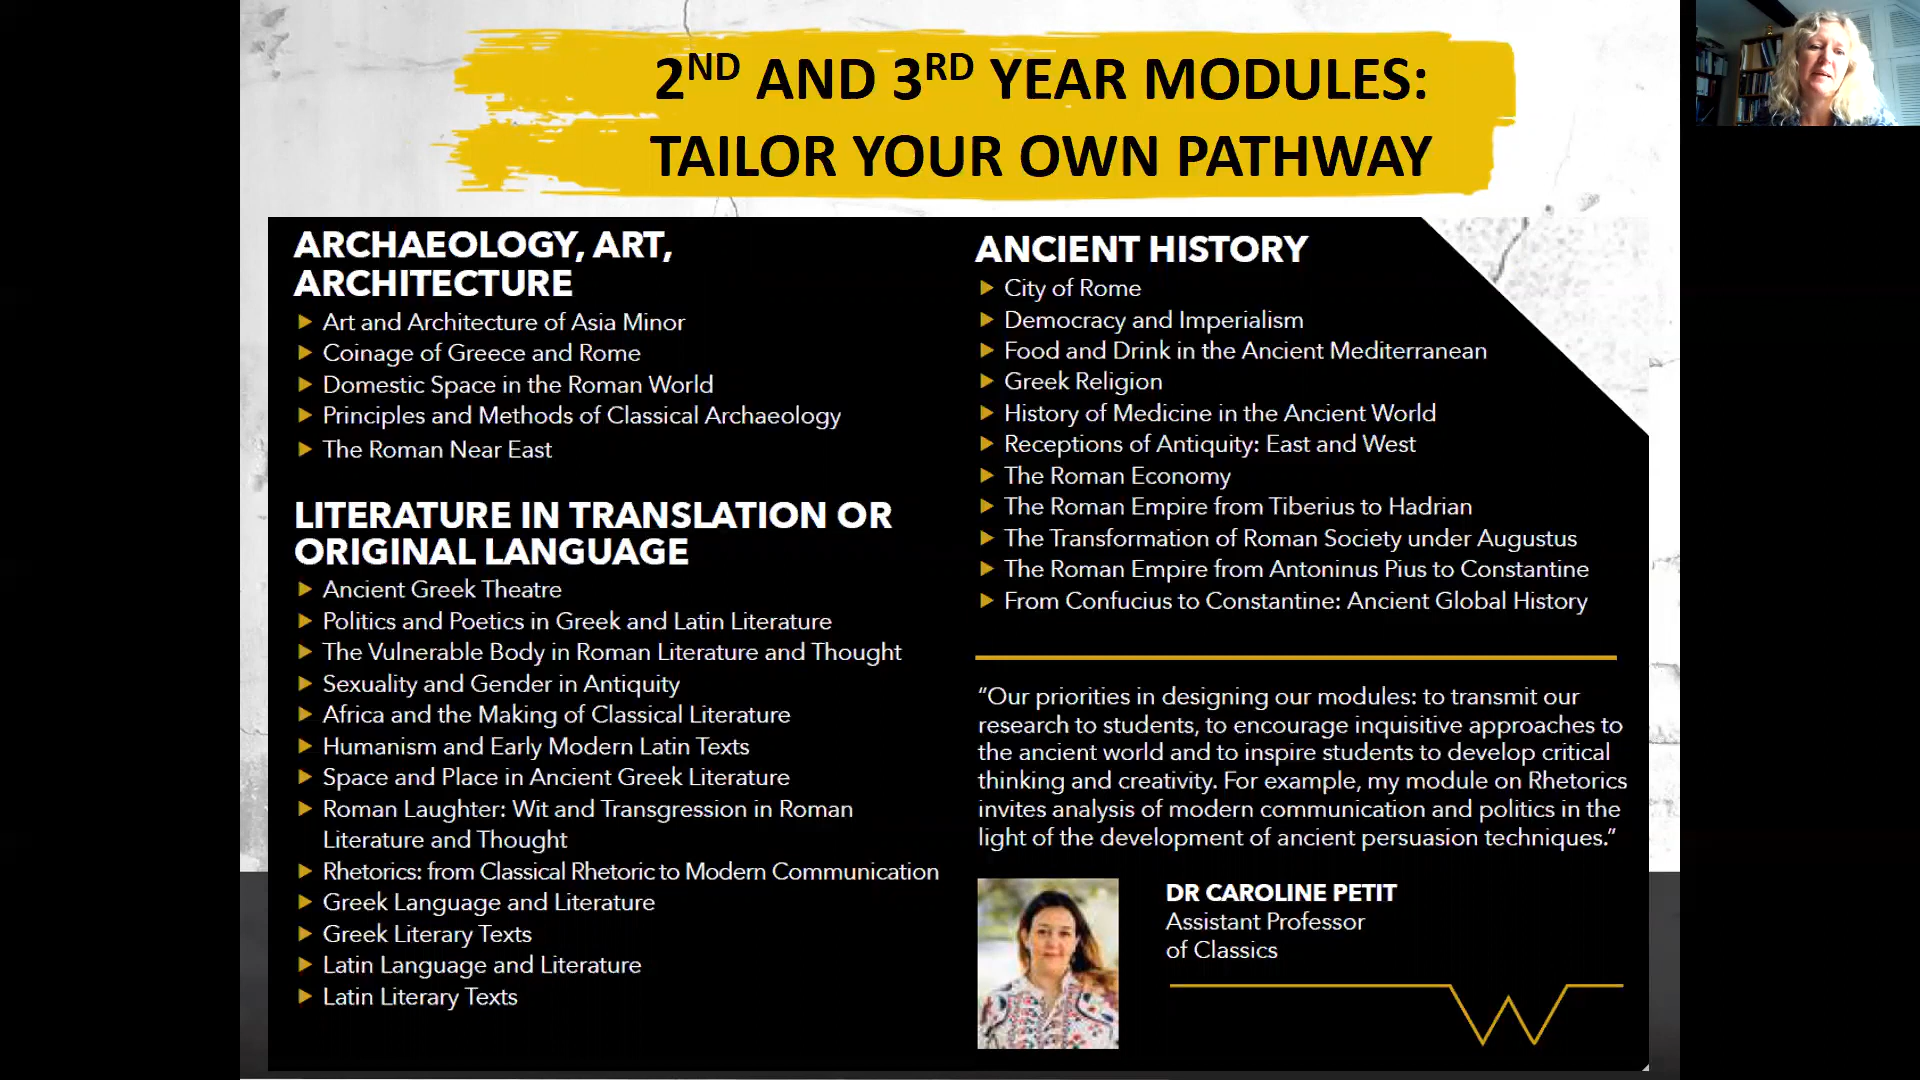 2ND AND 3RD YEAR MODULES:
TAILOR YOUR OWN PATHWAY
ARCHAEOLOGY, ART,
ARCHITECTURE
Art and Architecture of Asia Minor
Coinage of Greece and Rome
Domestic Space in the Roman World
Principles and Methods of Classical Archaeology
The Roman Near East
LITERATURE IN TRANSLATION OR
ORIGINAL LANGUAGE
Ancient Greek Theatre
Politics and Poetics in Greek and Latin Literature
The Vulnerable Body in Roman Literature and Thought
Sexuality and Gender in Antiquity
Africa and the Making of Classical Literature
Humanism and Early Modern Latin Texts
Space and Place in Ancient Greek Literature
Roman Laughter: Wit and Transgression in Roman
Literature and Thought
Rhetorics: from Classical Rhetoric to Modern Communication
Greek Language and Literature
Greek Literary Texts
Latin Language and Literature
Latin Literary Texts
ANCIENT HISTORY
City of Rome
Democracy and Imperialism
Food and Drink in the Ancient Mediterranean
Greek Religion
History of Medicine in the Ancient World
Receptions of Antiquity: East and West
The Roman Economy
The Roman Empire from Tiberius to Hadrian
The Transformation of Roman Society under Augustus
The Roman Empire from Antoninus Pius to Constantine
From Confucius to Constantine: Ancient Global History
“Our priorities in designing our modules: to transmit our
research to students, to encourage inquisitive approaches to
the ancient world and to inspire students to develop critical
thinking and creativity. For example, my module on Rhetorics
invites analysis of modern communication and politics in the
light of the development of ancient persuasion techniques.”
DR CAROLINE PETIT
Assistant Professor
of Classics